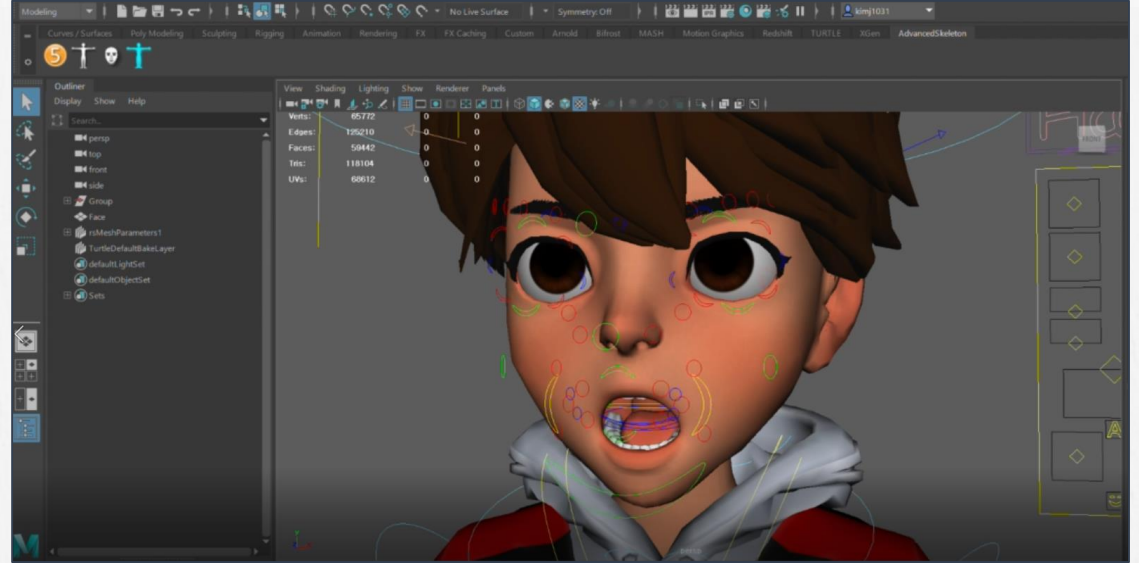 Modeling No Live Surface Symmetry: Off kimj1031
Curves / Surfaces Poly Modeling Sculpting Rigging Animation Rendering FX FX Caching Custom Arnold Bifrost MASH Motion Graphics Redshift TURTLE XGen AdvancedSkeleton
5
Outliner
Display Show Help
Search...
persp
top
front
side
Group
Face
rsMeshParameters1
TurtleDefaultBakeLayer
defaultLightSet
defaultObjectSet
Sets
View Shading Lighting Show Renderer Panels
Verts: 65772 0 0
Edges: 125210 0 0
Faces: 59442 0 0
Tris: 118104 0 0
UVs: 68612 0 0
FRONT
A
persp
M